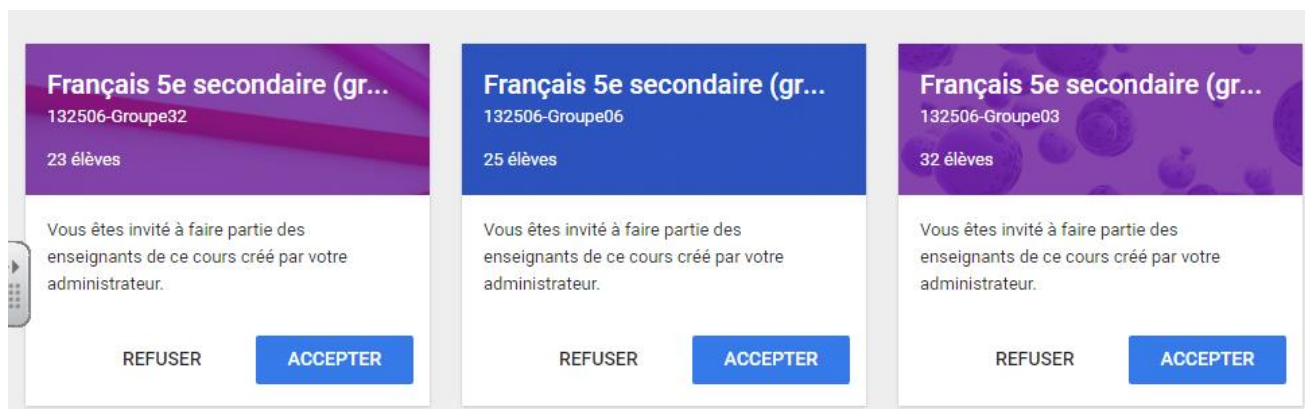 Français 5e secondaire (gr...
132506-Groupe32
23 élèves
Vous êtes invité à faire partie des
enseignants de ce cours créé par votre
administrateur.
REFUSER ACCEPTER
Français 5e secondaire (gr...
132506-Groupe06
25 élèves
Vous êtes invité à faire partie des
enseignants de ce cours créé par votre
administrateur.
REFUSER ACCEPTER
Français 5e secondaire (gr...
132506-Groupe03
32 élèves
Vous êtes invité à faire partie des
enseignants de ce cours créé par votre
administrateur.
REFUSER ACCEPTER